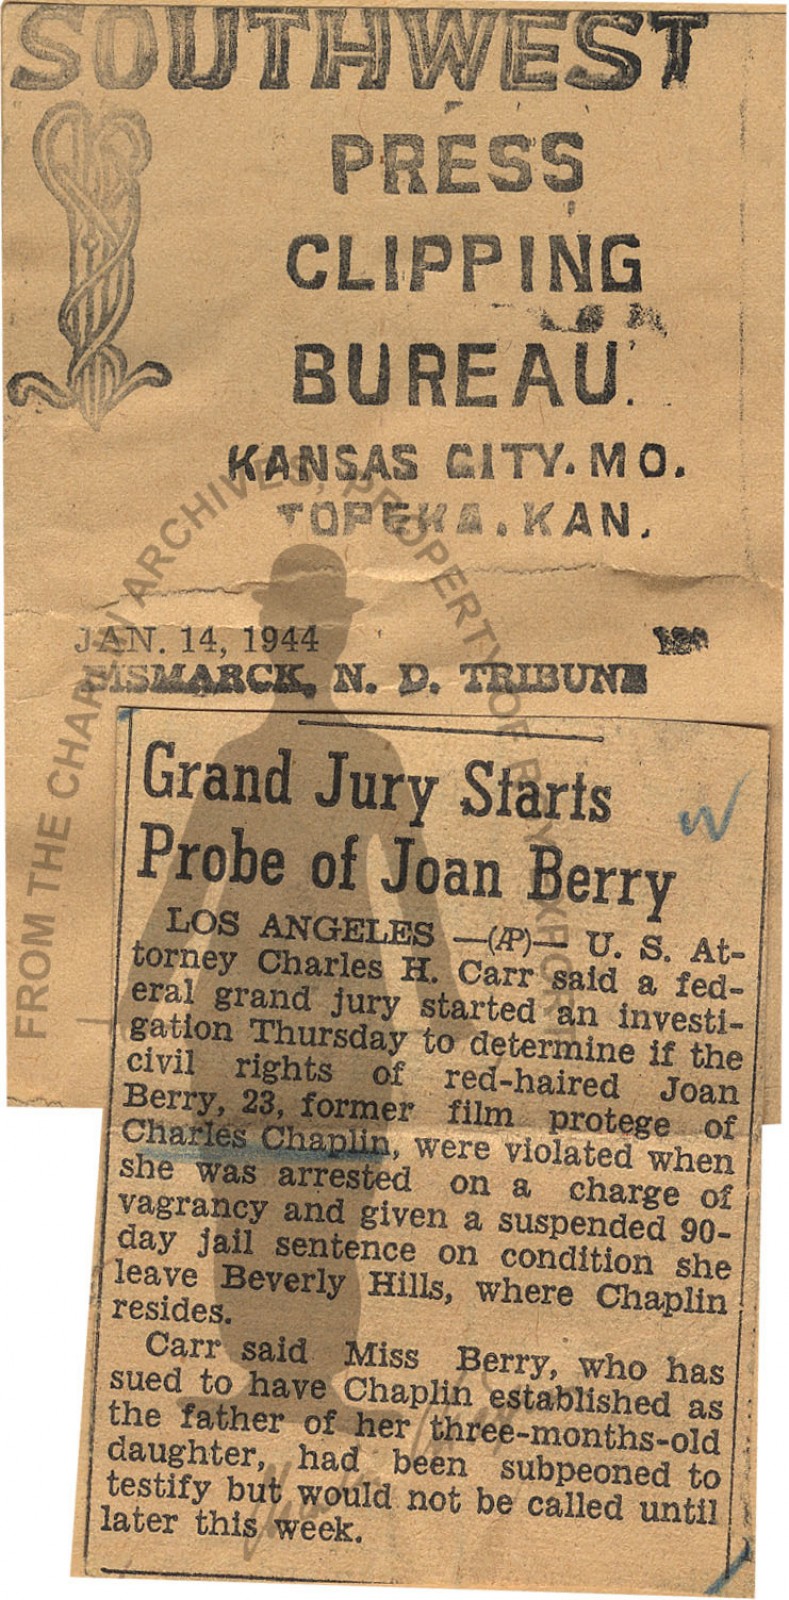 SOUTHWEST
PRESS
CLIPPING
BUREAU.
KANSAS CITY. MO.
TOPEKA. KAN.
JAN. 14, 1944
BISMARCK, N. D. TRIBUNE
Grand Jury Starts
Probe of Joan Berry
LOS ANGELES —(AP)— U. S. At-
torney Charles H. Carr said a fed-
eral grand jury started an investi-
gation Thursday to determine if the
civil rights of red-haired Joan
Berry, 23, former film protege of
Charles Chaplin, were violated when
she was arrested on a charge of
vagrancy and given a suspended 90-
day jail sentence on condition she
leave Beverly Hills, where Chaplin
resides.
Carr said Miss Berry, who has
sued to have Chaplin established as
the father of her three-months-old
daughter, had been subpeoned to
testify but would not be called until
later this week.
FROM THE CHAPLIN ARCHIVES, PROPERTY OF ROY EXPORT